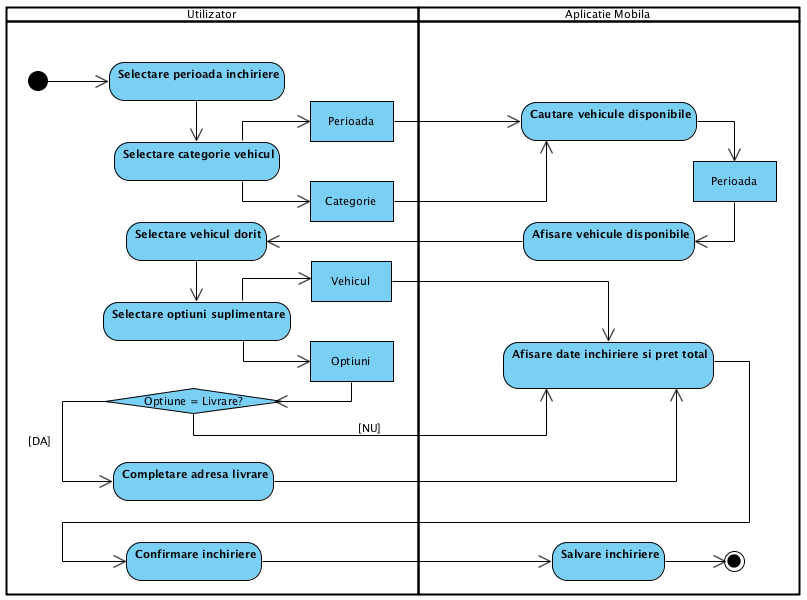 Utilizator
Aplicatie Mobila
Selectare perioada inchiriere
Perioada
Cautare vehicule disponibile
Selectare categorie vehicul
Perioada
Categorie
Selectare vehicul dorit
Afisare vehicule disponibile
Vehicul
Selectare optiuni suplimentare
Optiuni
Afisare date inchiriere si pret total
Optiune = Livrare?
[NU]
[DA]
Completare adresa livrare
Confirmare inchiriere
Salvare inchiriere